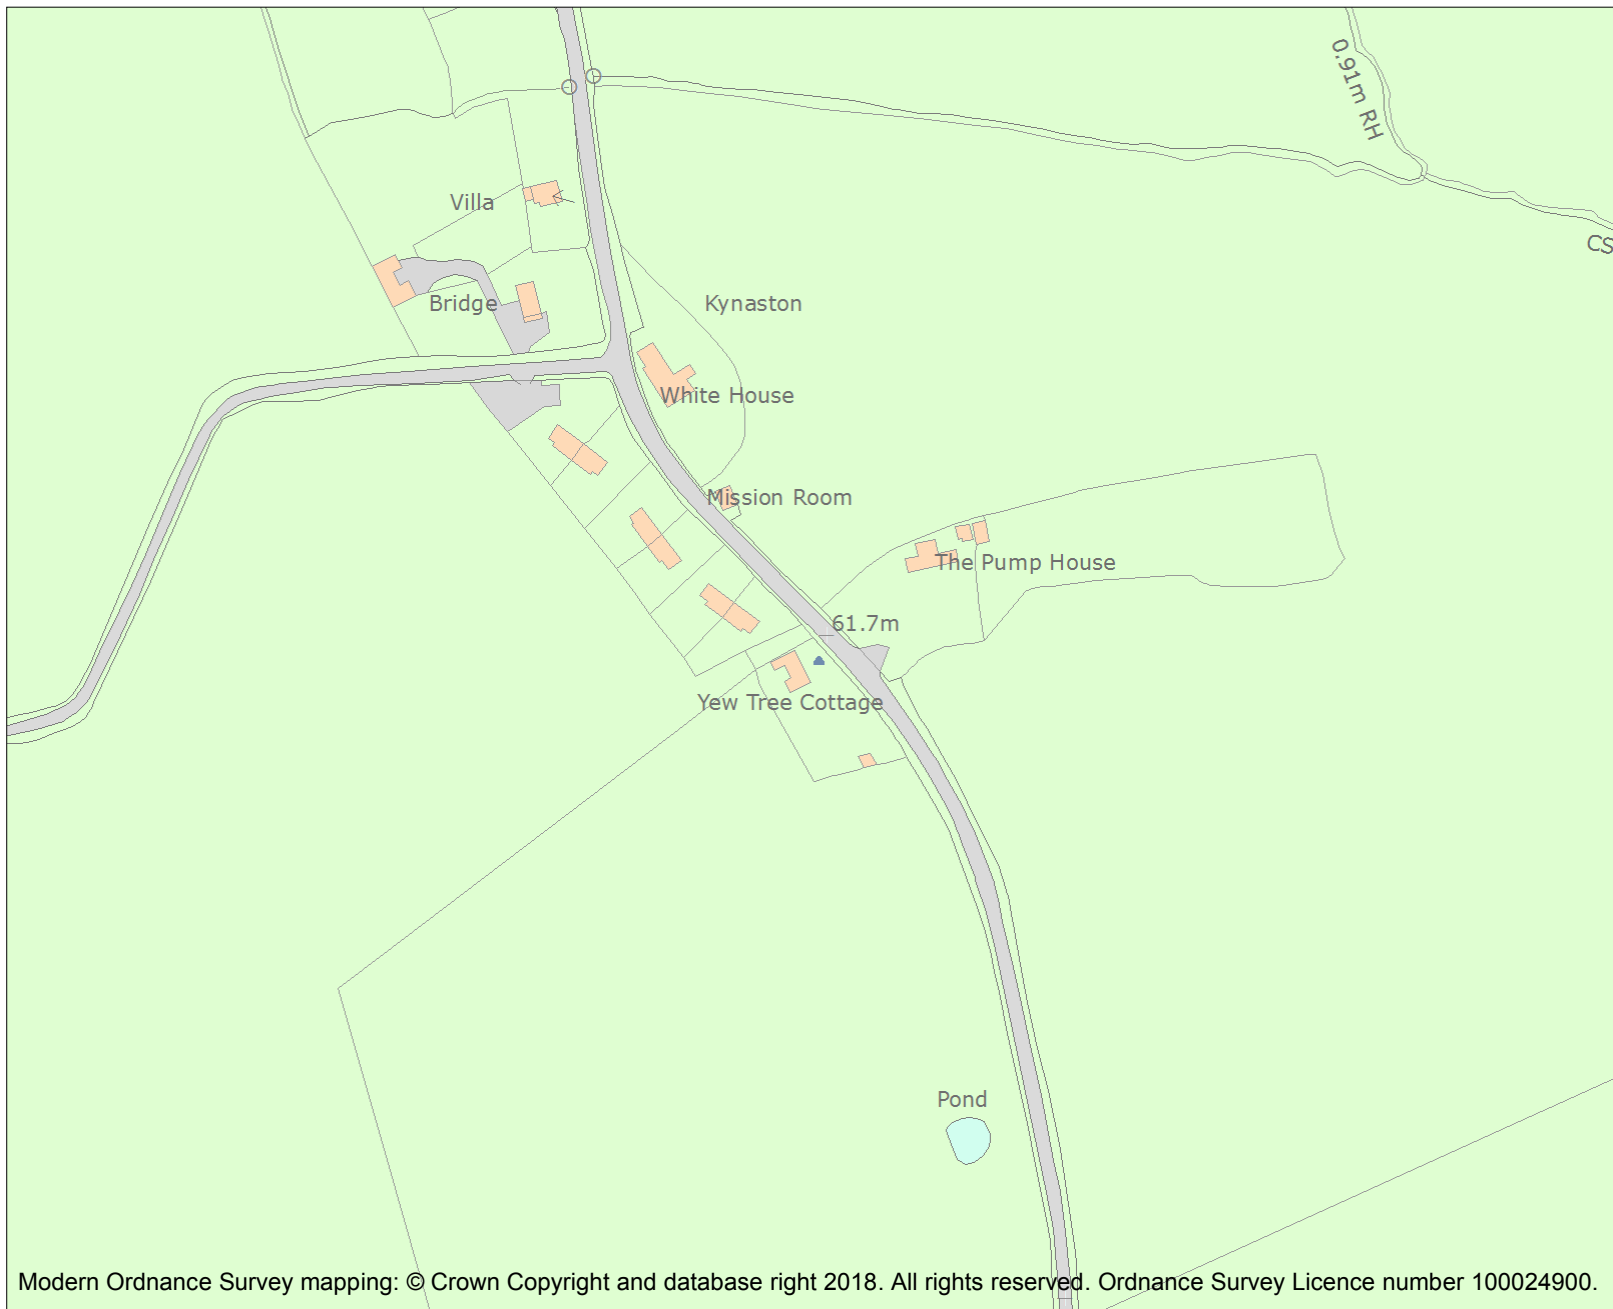 0.91m RH
Villa
CS
Bridge
Kynaston
White House
Mission Room
The Pump House
61.7m
Yew Tree Cottage
Pond
Modern Ordnance Survey mapping: © Crown Copyright and database right 2018. All rights reserved. Ordnance Survey Licence number 100024900.